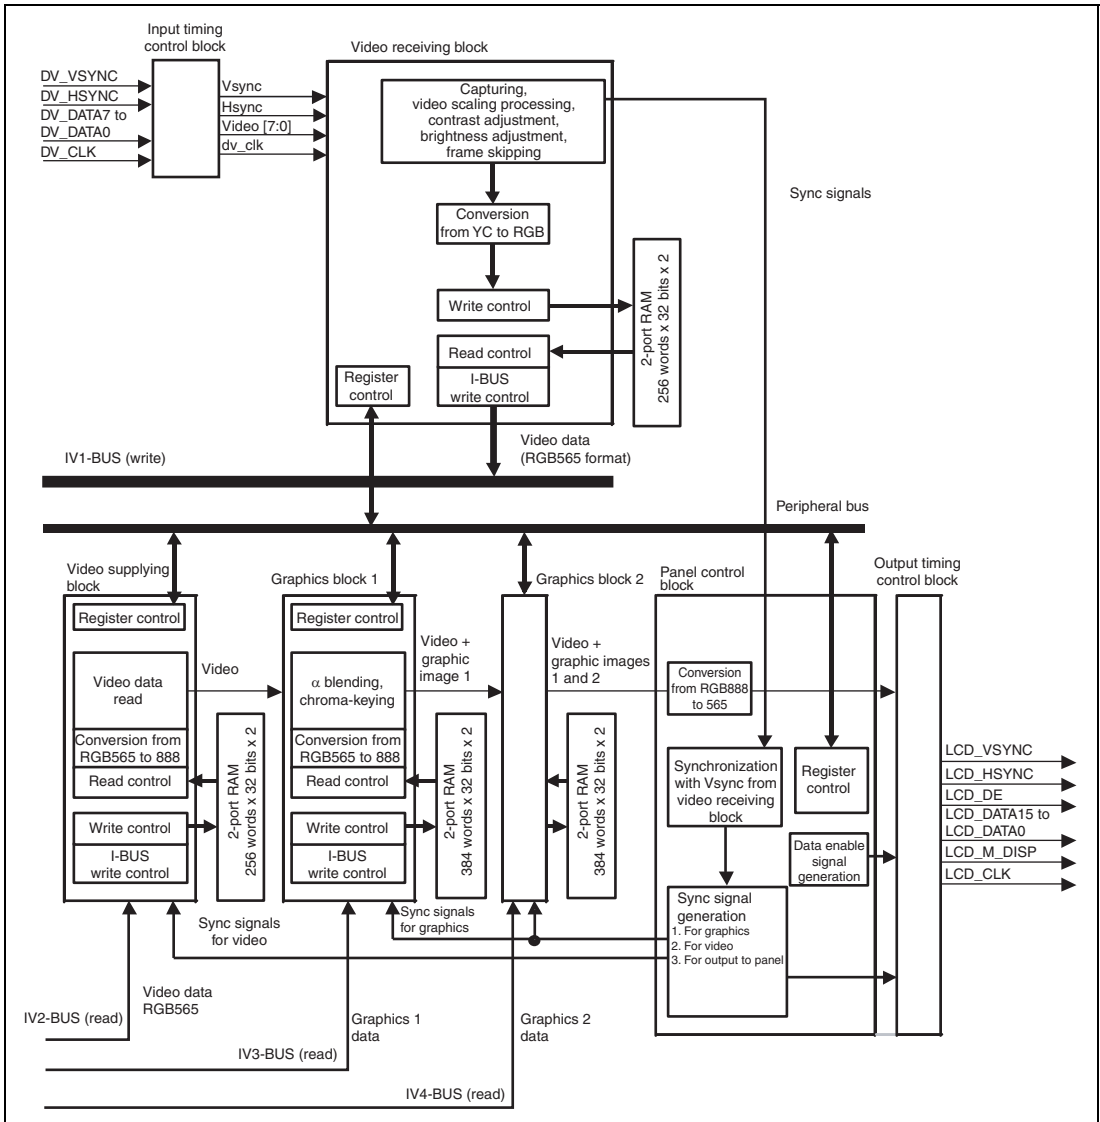 Input timing
control block
Video receiving block
DV_VSYNC
DV_HSYNC
DV_DATA7 to
DV_DATA0
DV_CLK
Vsync
Hsync
Video [7:0]
dv_clk
Capturing,
video scaling processing,
contrast adjustment,
brightness adjustment,
frame skipping
Sync signals
Conversion
from YC to RGB
Write control
2-port RAM
256 words x 32 bits x 2
Read control
I-BUS
write control
Register
control
Video data
(RGB565 format)
IV1-BUS (write)
Peripheral bus
Video supplying
block
Graphics block 1
Graphics block 2
Panel control
block
Output timing
control block
Register control
Video data
read
Conversion from
RGB565 to 888
Read control
Write control
I-BUS
write control
Video
2-port RAM
256 words x 32 bits x 2
Register control
α blending,
chroma-keying
Conversion from
RGB565 to 888
Read control
Write control
I-BUS
write control
Video +
graphic
image 1
2-port RAM
384 words x 32 bits x 2
Video +
graphic images
1 and 2
2-port RAM
384 words x 32 bits x 2
Conversion
from RGB888
to 565
Synchronization
with Vsync from
video receiving
block
Register
control
Data enable
signal
generation
Sync signal
generation
1. For graphics
2. For video
3. For output to panel
LCD_VSYNC
LCD_HSYNC
LCD_DE
LCD_DATA15 to
LCD_DATA0
LCD_M_DISP
LCD_CLK
Sync signals
for video
Sync signals
for graphics
Video data
RGB565
IV2-BUS (read)
Graphics 1
data
IV3-BUS (read)
Graphics 2
data
IV4-BUS (read)